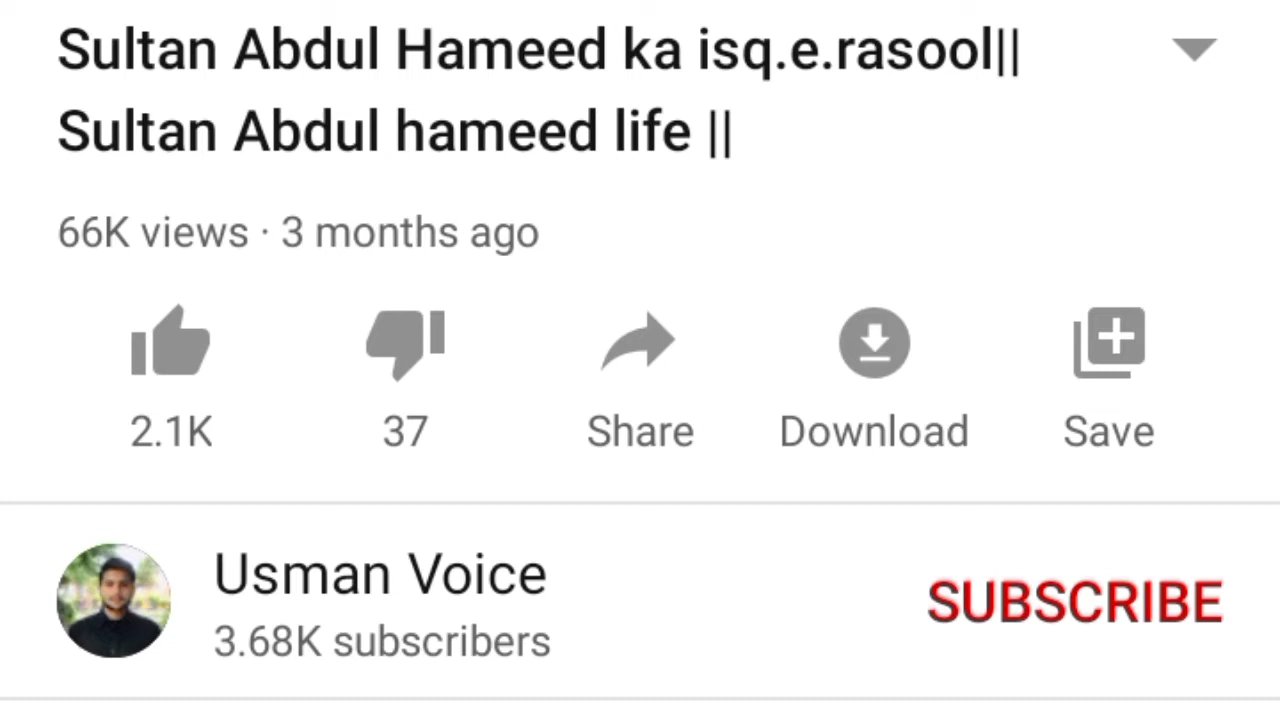 Sultan Abdul Hameed ka isq.e.rasool||
Sultan Abdul hameed life ||
66K views · 3 months ago
2.1K 37 Share Download Save
Usman Voice
SUBSCRIBE
3.68K subscribers